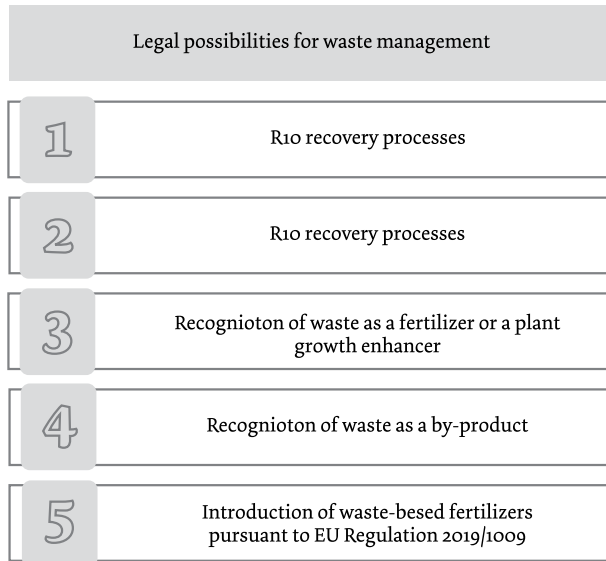 Legal possibilities for waste management
1
R10 recovery processes
2
R10 recovery processes
3
Recognioton of waste as a fertilizer or a plant
growth enhancer
4
Recognioton of waste as a by-product
5
Introduction of waste-besed fertilizers
pursuant to EU Regulation 2019/1009